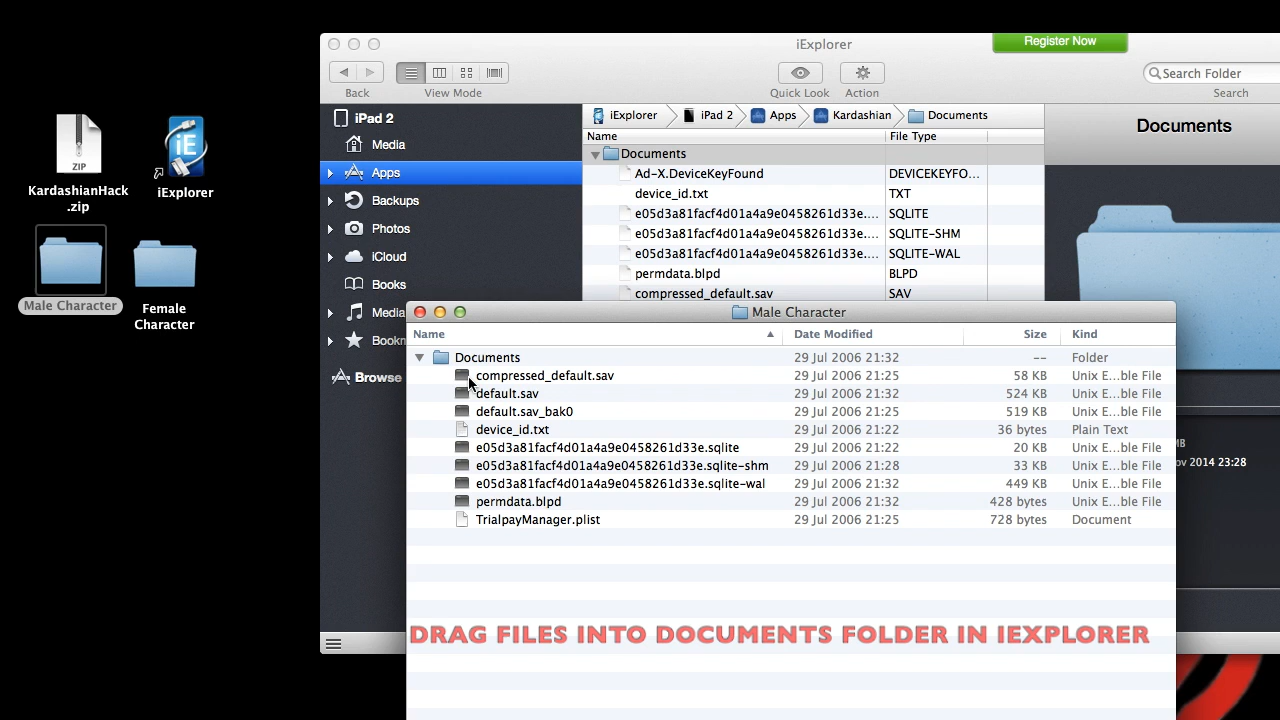 KardashianHack
.zip
iExplorer
Male Character
Female
Character
iExplorer
Register Now
Back
View Mode
Quick Look
Action
Search Folder
Search
iPad 2
Media
Apps
Backups
Photos
iCloud
Books
Media
Bookn
Browse
iExplorer
iPad 2
Apps
Kardashian
Documents
Name
File Type
Documents
Ad-X.DeviceKeyFound
DEVICEKEYFO...
device_id.txt
TXT
e05d3a81facf4d01a4a9e0458261d33e....
SQLITE
e05d3a81facf4d01a4a9e0458261d33e....
SQLITE-SHM
e05d3a81facf4d01a4a9e0458261d33e....
SQLITE-WAL
permdata.blpd
BLPD
compressed_default.sav
SAV
Documents
MB
ov 2014 23:28
Male Character
Name Date Modified Size Kind
Documents 29 Jul 2006 21:32 -- Folder
compressed_default.sav 29 Jul 2006 21:25 58 KB Unix E...ble File
default.sav 29 Jul 2006 21:32 524 KB Unix E...ble File
default.sav_bak0 29 Jul 2006 21:25 519 KB Unix E...ble File
device_id.txt 29 Jul 2006 21:22 36 bytes Plain Text
e05d3a81facf4d01a4a9e0458261d33e.sqlite 29 Jul 2006 21:22 20 KB Unix E...ble File
e05d3a81facf4d01a4a9e0458261d33e.sqlite-shm 29 Jul 2006 21:28 33 KB Unix E...ble File
e05d3a81facf4d01a4a9e0458261d33e.sqlite-wal 29 Jul 2006 21:32 449 KB Unix E...ble File
permdata.blpd 29 Jul 2006 21:32 428 bytes Unix E...ble File
TrialpayManager.plist 29 Jul 2006 21:25 728 bytes Document
DRAG FILES INTO DOCUMENTS FOLDER IN IEXPLORER